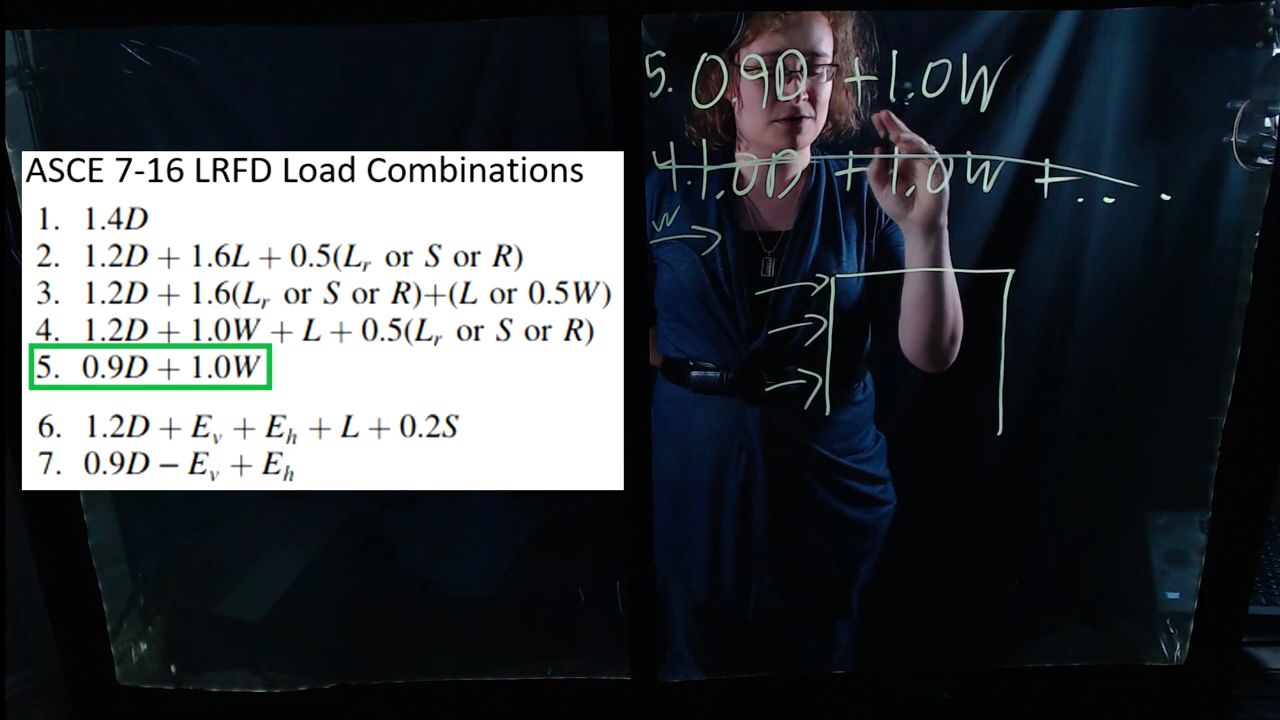 ASCE 7-16 LRFD Load Combinations
1. 1.4D
2. 1.2D + 1.6L + 0.5(Lᵣ or S or R)
3. 1.2D + 1.6(Lᵣ or S or R)+(L or 0.5W)
4. 1.2D + 1.0W + L + 0.5(Lᵣ or S or R)
5. 0.9D + 1.0W
6. 1.2D + Eᵥ + Eₕ + L + 0.2S
7. 0.9D − Eᵥ + Eₕ
5. 09D +1.0W
4.1.0D +1.0W +...
W